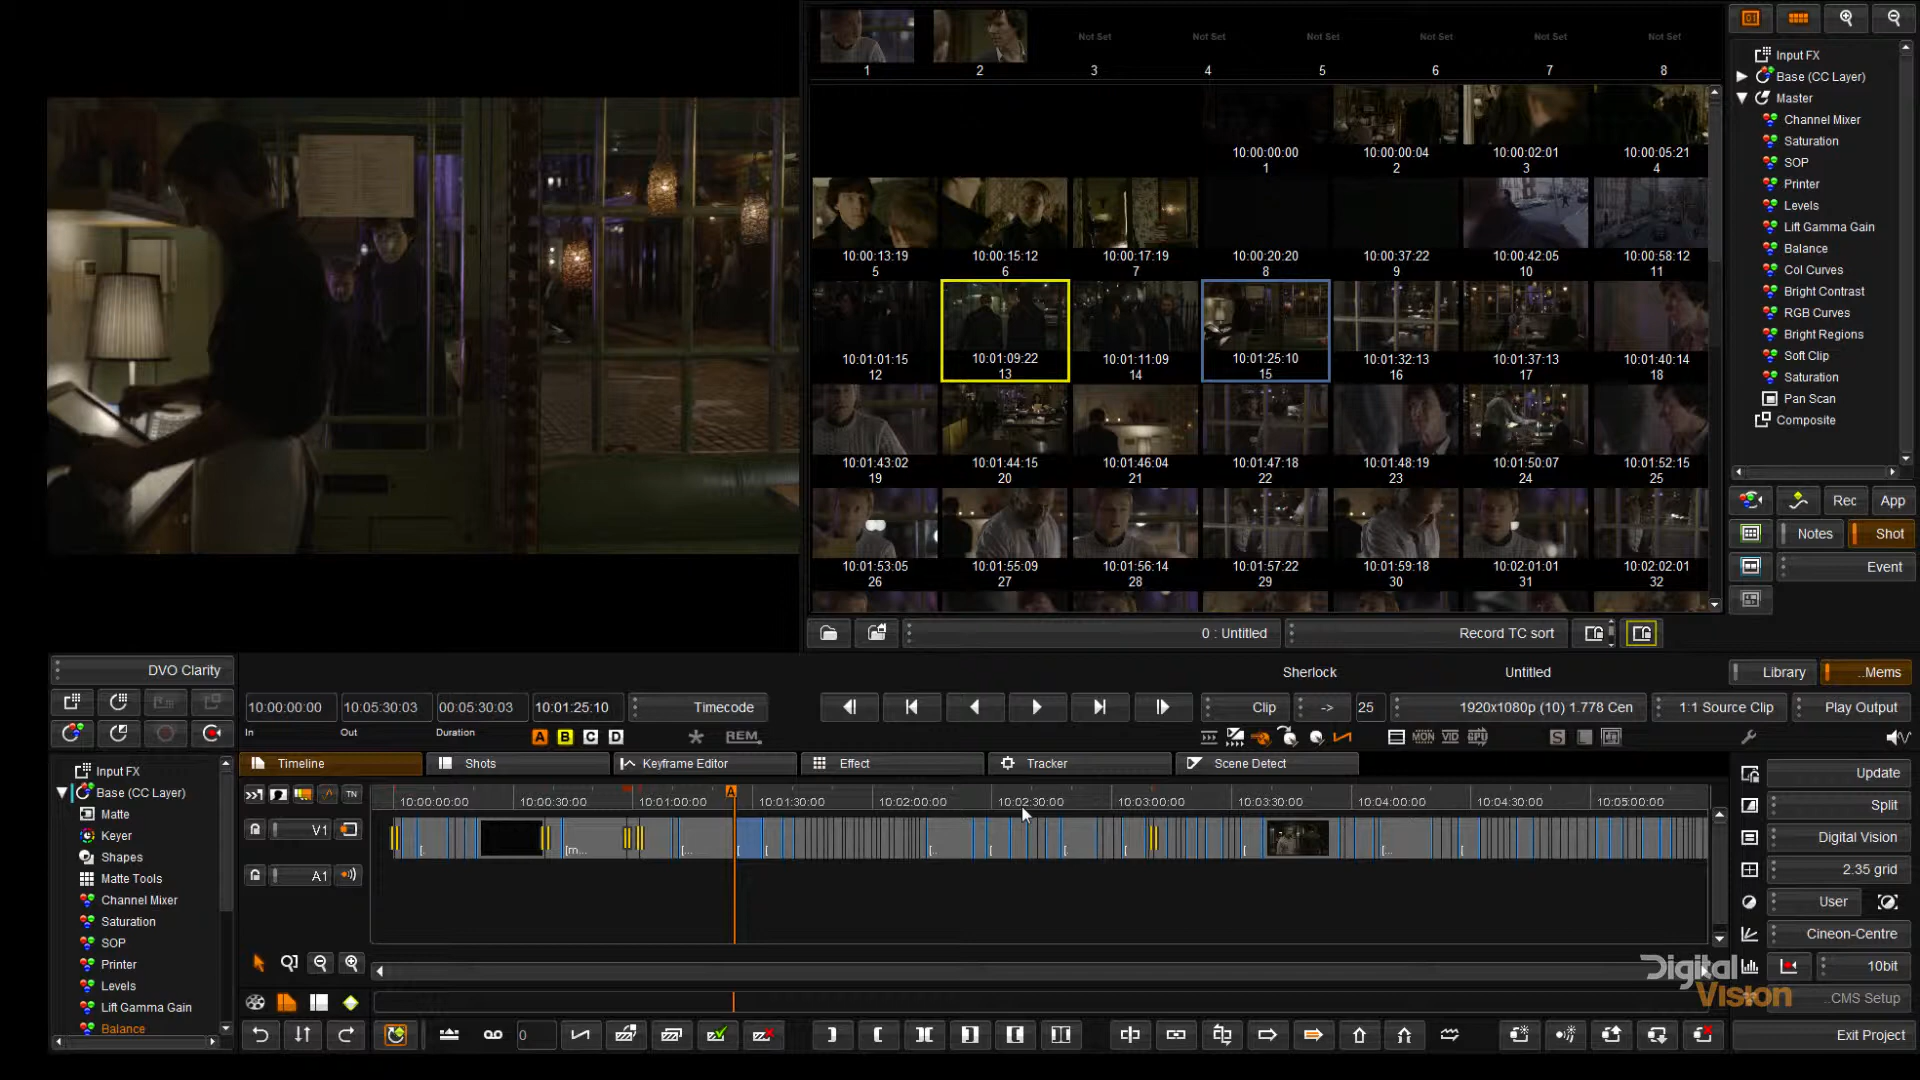 Not Set Not Set Not Set Not Set Not Set Not Set
1 2 3 4 5 6 7 8
10:00:00:00 10:00:00:04 10:00:02:01 10:00:05:21
1 2 3 4
10:00:13:19 10:00:15:12 10:00:17:19 10:00:20:20 10:00:37:22 10:00:42:05 10:00:58:12
5 6 7 8 9 10 11
10:01:01:15 10:01:09:22 10:01:11:09 10:01:25:10 10:01:32:13 10:01:37:13 10:01:40:14
12 13 14 15 16 17 18
10:01:43:02 10:01:44:15 10:01:46:04 10:01:47:18 10:01:48:19 10:01:50:07 10:01:52:15
19 20 21 22 23 24 25
10:01:53:05 10:01:55:09 10:01:56:14 10:01:57:22 10:01:59:18 10:02:01:01 10:02:02:01
26 27 28 29 30 31 32
0 : Untitled Record TC sort
Input FX
Base (CC Layer)
Master
Channel Mixer
Saturation
SOP
Printer
Levels
Lift Gamma Gain
Balance
Col Curves
Bright Contrast
RGB Curves
Bright Regions
Soft Clip
Saturation
Pan Scan
Composite
Rec App
Notes Shot
Event
DVO Clarity Sherlock Untitled Library ..Mems
10:00:00:00 10:05:30:03 00:05:30:03 10:01:25:10 Timecode Clip -> 25 1920x1080p (10) 1.778 Cen 1:1 Source Clip Play Output
In Out Duration A B C D REM MON VID GPU S
Timeline Shots Keyframe Editor Effect Tracker Scene Detect
TN A 10:00:00:00 10:00:30:00 10:01:00:00 10:01:30:00 10:02:00:00 10:02:30:00 10:03:00:00 10:03:30:00 10:04:00:00 10:04:30:00 10:05:00:00
V1 [m...
A1
Input FX
Base (CC Layer)
Matte
Keyer
Shapes
Matte Tools
Channel Mixer
Saturation
SOP
Printer
Levels
Lift Gamma Gain
Balance
0
Update
Split
Digital Vision
2.35 grid
User
Cineon-Centre
10bit
..CMS Setup
Exit Project
Digital
Vision